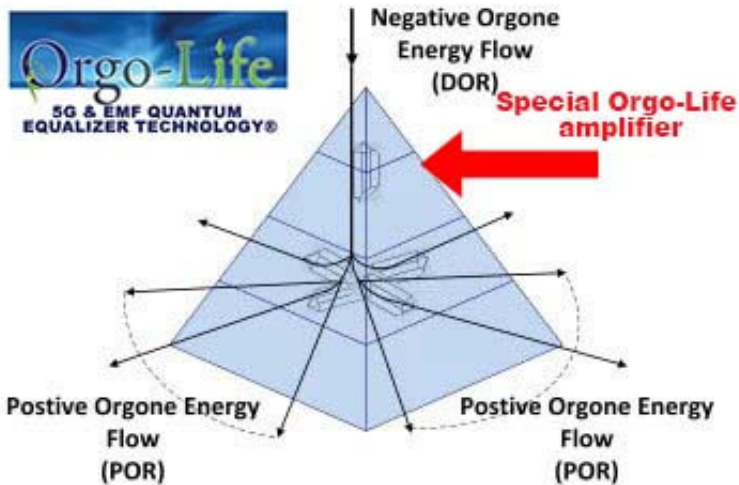 Orgo-Life
5G & EMF QUANTUM
EQUALIZER TECHNOLOGY®
Negative Orgone
Energy Flow
(DOR)
Special Orgo-Life
amplifier
Postive Orgone Energy
Flow
(POR)
Postive Orgone Energy
Flow
(POR)